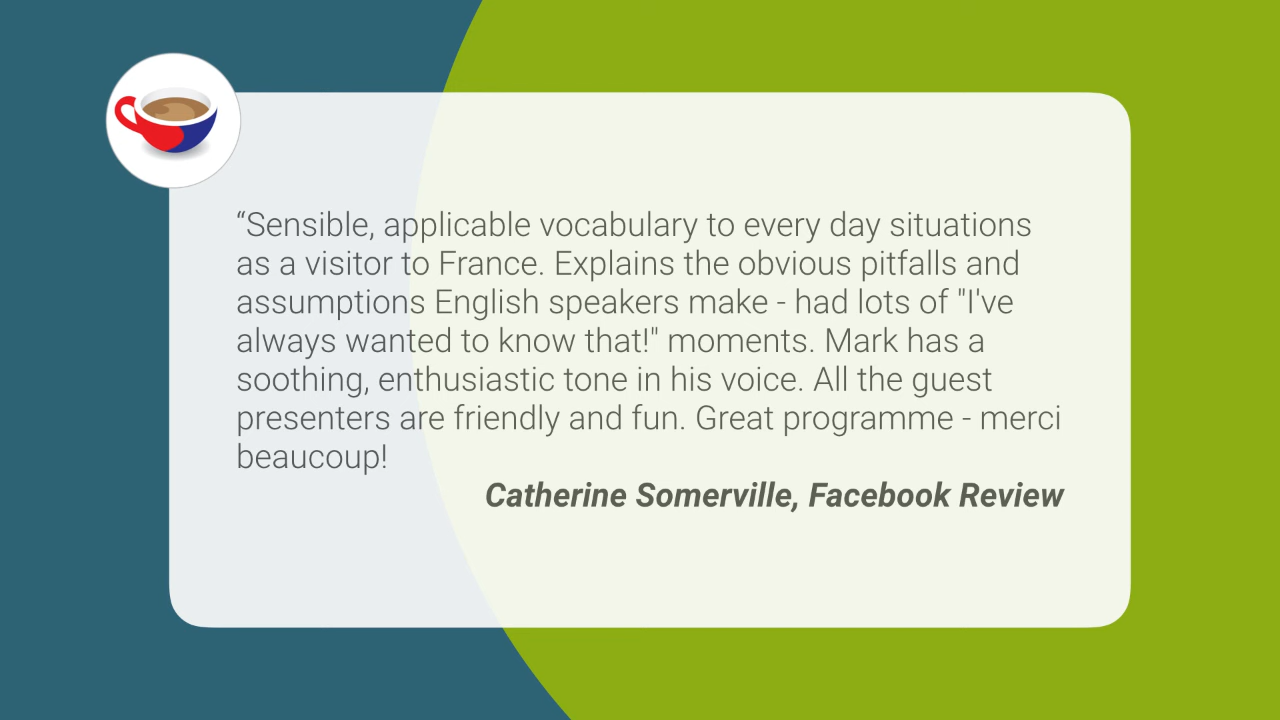 “Sensible, applicable vocabulary to every day situations
as a visitor to France. Explains the obvious pitfalls and
assumptions English speakers make - had lots of "I've
always wanted to know that!" moments. Mark has a
soothing, enthusiastic tone in his voice. All the guest
presenters are friendly and fun. Great programme - merci
beaucoup!
Catherine Somerville, Facebook Review